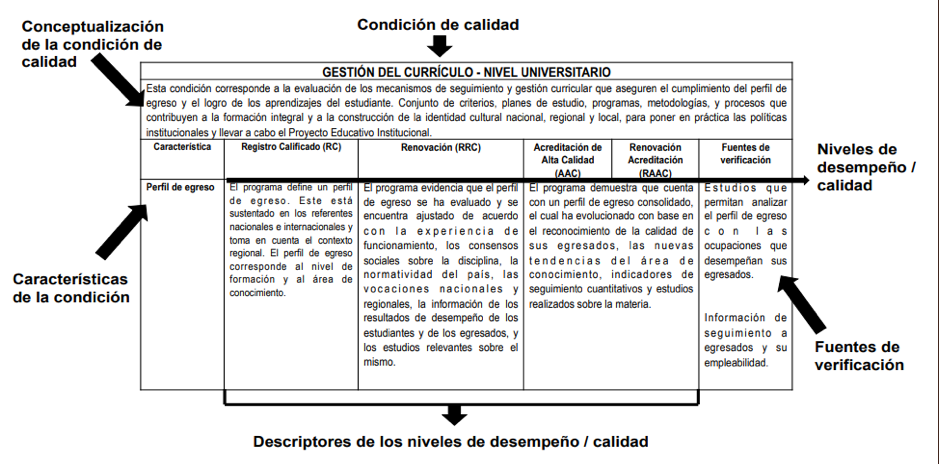 Conceptualización
de la condición de
calidad
Condición de calidad
GESTIÓN DEL CURRÍCULO - NIVEL UNIVERSITARIO
Esta condición corresponde a la evaluación de los mecanismos de seguimiento y gestión curricular que aseguren el cumplimiento del perfil de
egreso y el logro de los aprendizajes del estudiante. Conjunto de criterios, planes de estudio, programas, metodologías, y procesos que
contribuyen a la formación integral y a la construcción de la identidad cultural nacional, regional y local, para poner en práctica las políticas
institucionales y llevar a cabo el Proyecto Educativo Institucional.
Característica
Registro Calificado (RC)
Renovación (RRC)
Acreditación de
Alta Calidad
(AAC)
Renovación
Acreditación
(RAAC)
Fuentes de
verificación
Niveles de
desempeño /
calidad
Perfil de egreso
El programa define un perfil
de egreso. Este está
sustentado en los referentes
nacionales e internacionales y
toma en cuenta el contexto
regional. El perfil de egreso
corresponde al nivel de
formación y al área de
conocimiento.
El programa evidencia que el perfil
de egreso se ha evaluado y se
encuentra ajustado de acuerdo
con la experiencia de
funcionamiento, los consensos
sociales sobre la disciplina, la
normatividad del país, las
vocaciones nacionales y
regionales, la información de los
resultados de desempeño de los
estudiantes y de los egresados, y
los estudios relevantes sobre el
mismo.
El programa demuestra que cuenta
con un perfil de egreso consolidado,
el cual ha evolucionado con base en
el reconocimiento de la calidad de
sus egresados, las nuevas
tendencias del área de
conocimiento, indicadores de
seguimiento cuantitativos y estudios
realizados sobre la materia.
Estudios que
permitan analizar
el perfil de egreso
con las
ocupaciones que
desempeñan sus
egresados.
Información de
seguimiento a
egresados y su
empleabilidad.
Características
de la condición
Fuentes de
verificación
Descriptores de los niveles de desempeño / calidad